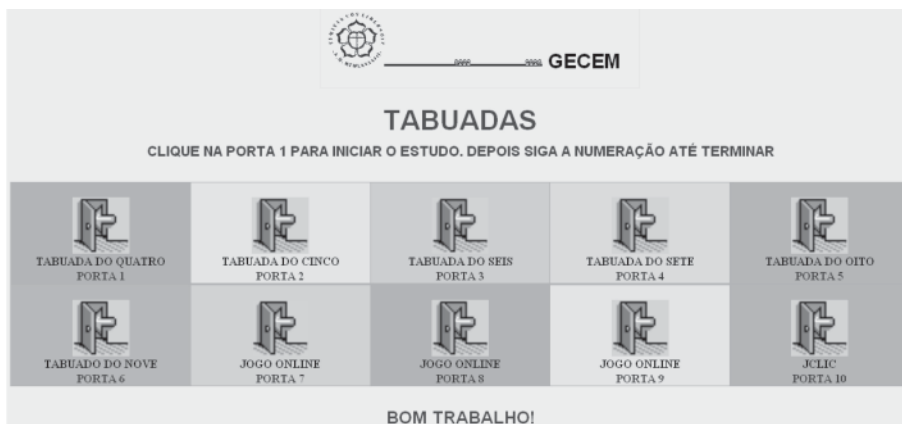 GECEM
TABUADAS
CLIQUE NA PORTA 1 PARA INICIAR O ESTUDO. DEPOIS SIGA A NUMERAÇÃO ATÉ TERMINAR
TABUADA DO QUATRO
PORTA 1
TABUADA DO CINCO
PORTA 2
TABUADA DO SEIS
PORTA 3
TABUADA DO SETE
PORTA 4
TABUADA DO OITO
PORTA 5
TABUADO DO NOVE
PORTA 6
JOGO ONLINE
PORTA 7
JOGO ONLINE
PORTA 8
JOGO ONLINE
PORTA 9
JCLIC
PORTA 10
BOM TRABALHO!